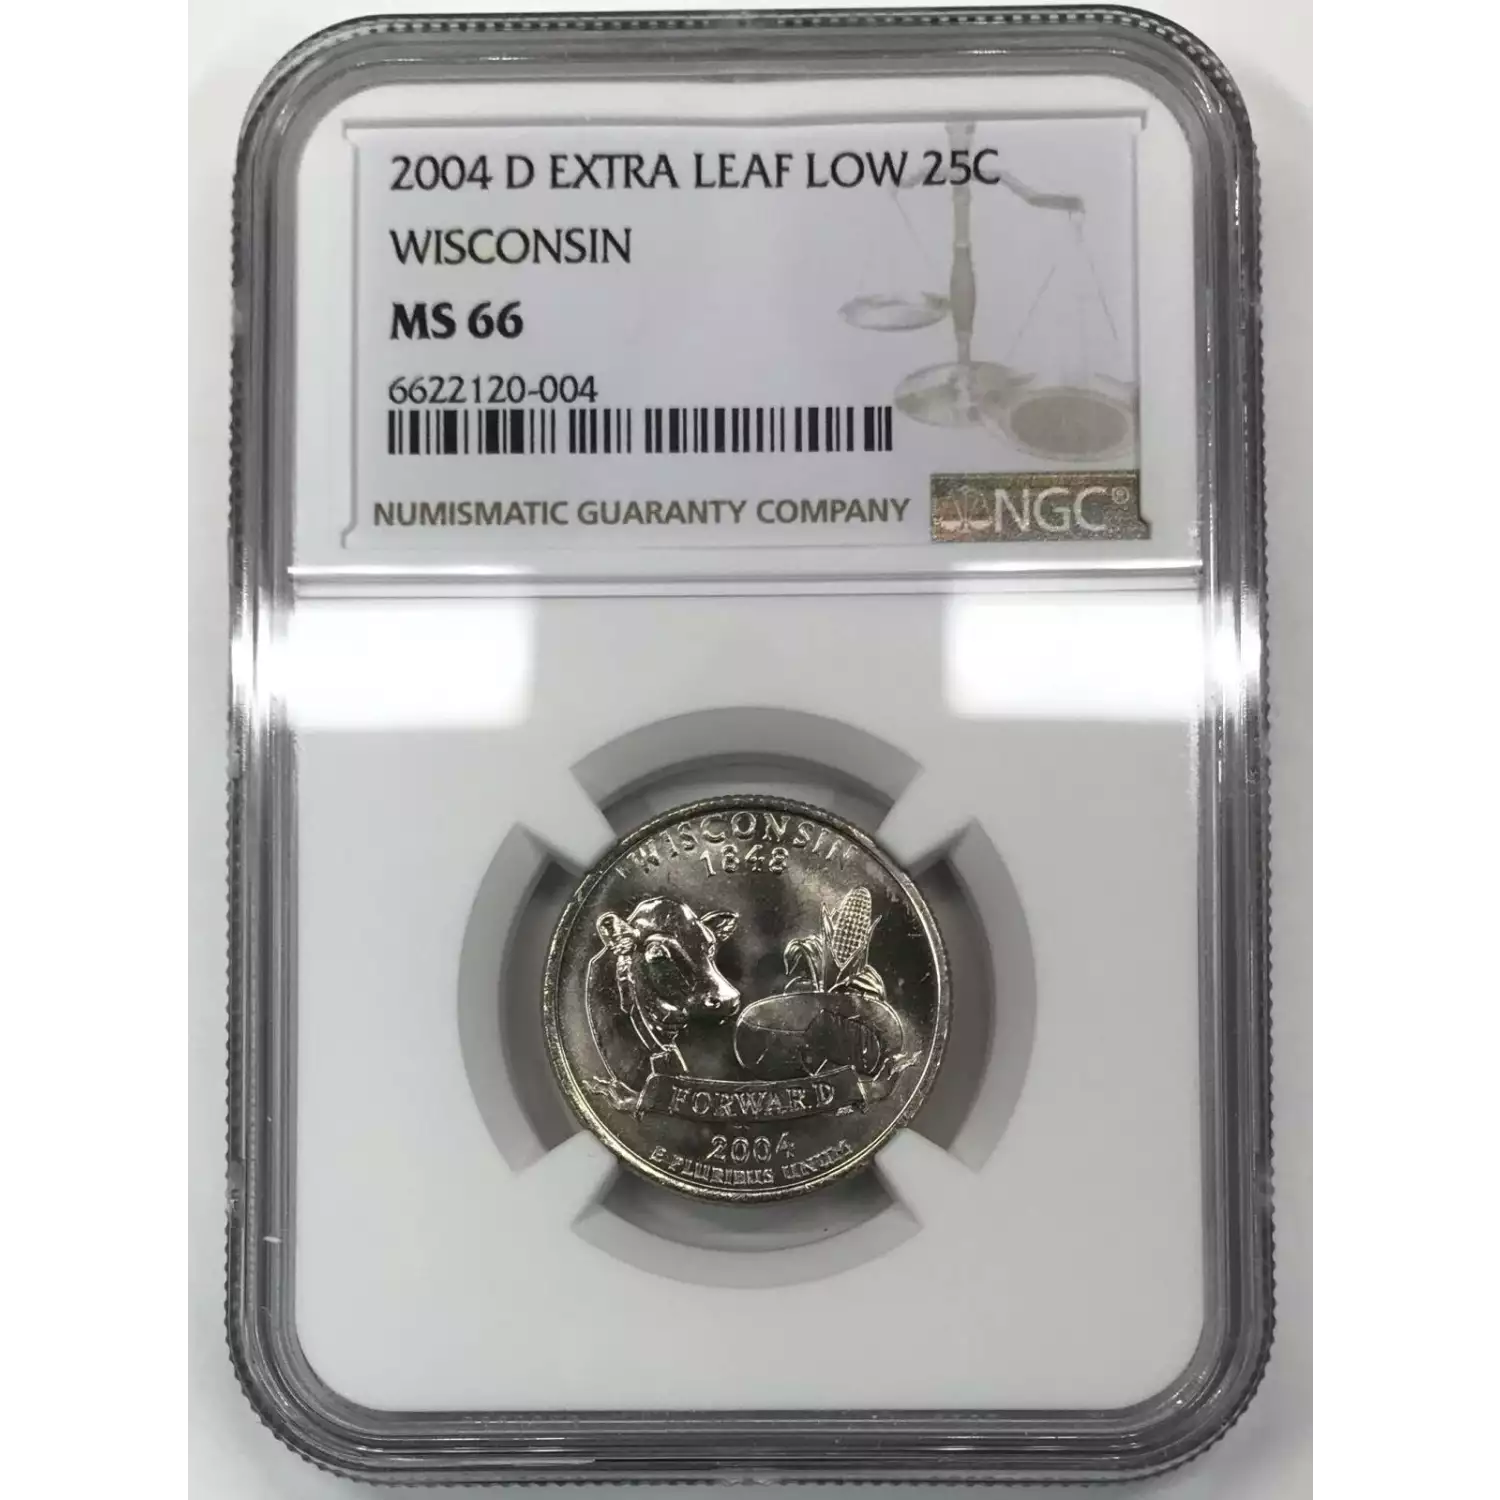 2004 D EXTRA LEAF LOW 25C
WISCONSIN
MS 66
6622120-004
NUMISMATIC GUARANTY COMPANY NGC®
WISCONSIN
1848
FORWARD
2004
E PLURIBUS UNUM